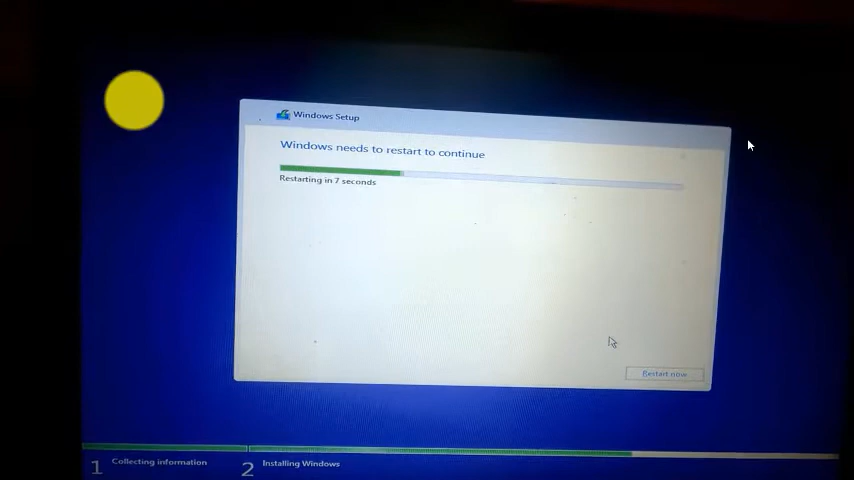 Windows Setup
Windows needs to restart to continue
Restarting in 7 seconds
Restart now
1 Collecting information
2 Installing Windows